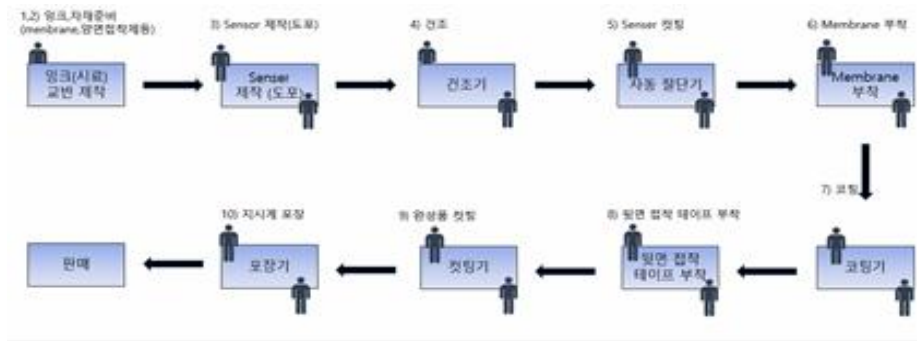 1,2) 잉크,자재준비
(menbrane,양면접착제등)
3) Sensor 제작(도포)
4) 건조
5) Senser 컷팅
6) Membrane 부착
잉크(시료)
교반 제작
Senser
제작 (도포)
건조기
자동 절단기
Membrane
부착
7) 코팅
10) 지시계 포장
9) 완성품 컷팅
8) 뒷면 접착 테이프 부착
판매
포장기
컷팅기
뒷면 접착
테이프 부착
코팅기